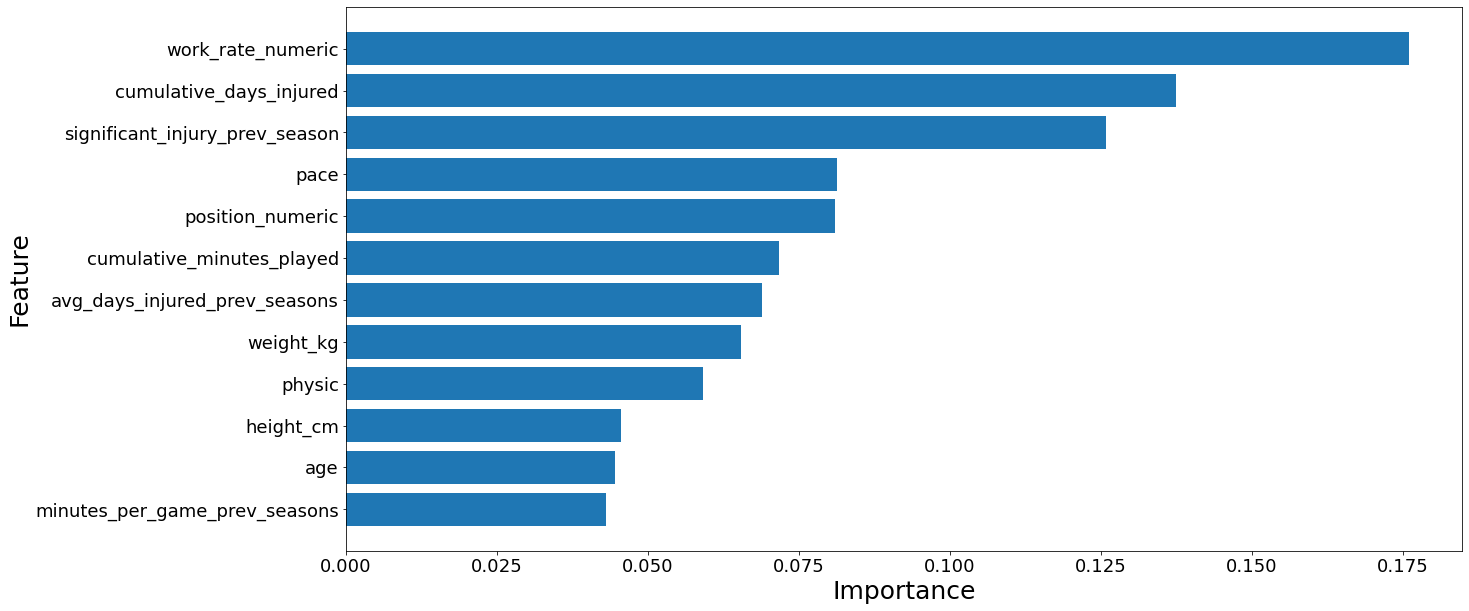 work_rate_numeric
cumulative_days_injured
significant_injury_prev_season
pace
position_numeric
cumulative_minutes_played
avg_days_injured_prev_seasons
weight_kg
physic
height_cm
age
minutes_per_game_prev_seasons
Feature
0.000 0.025 0.050 0.075 0.100 0.125 0.150 0.175
Importance